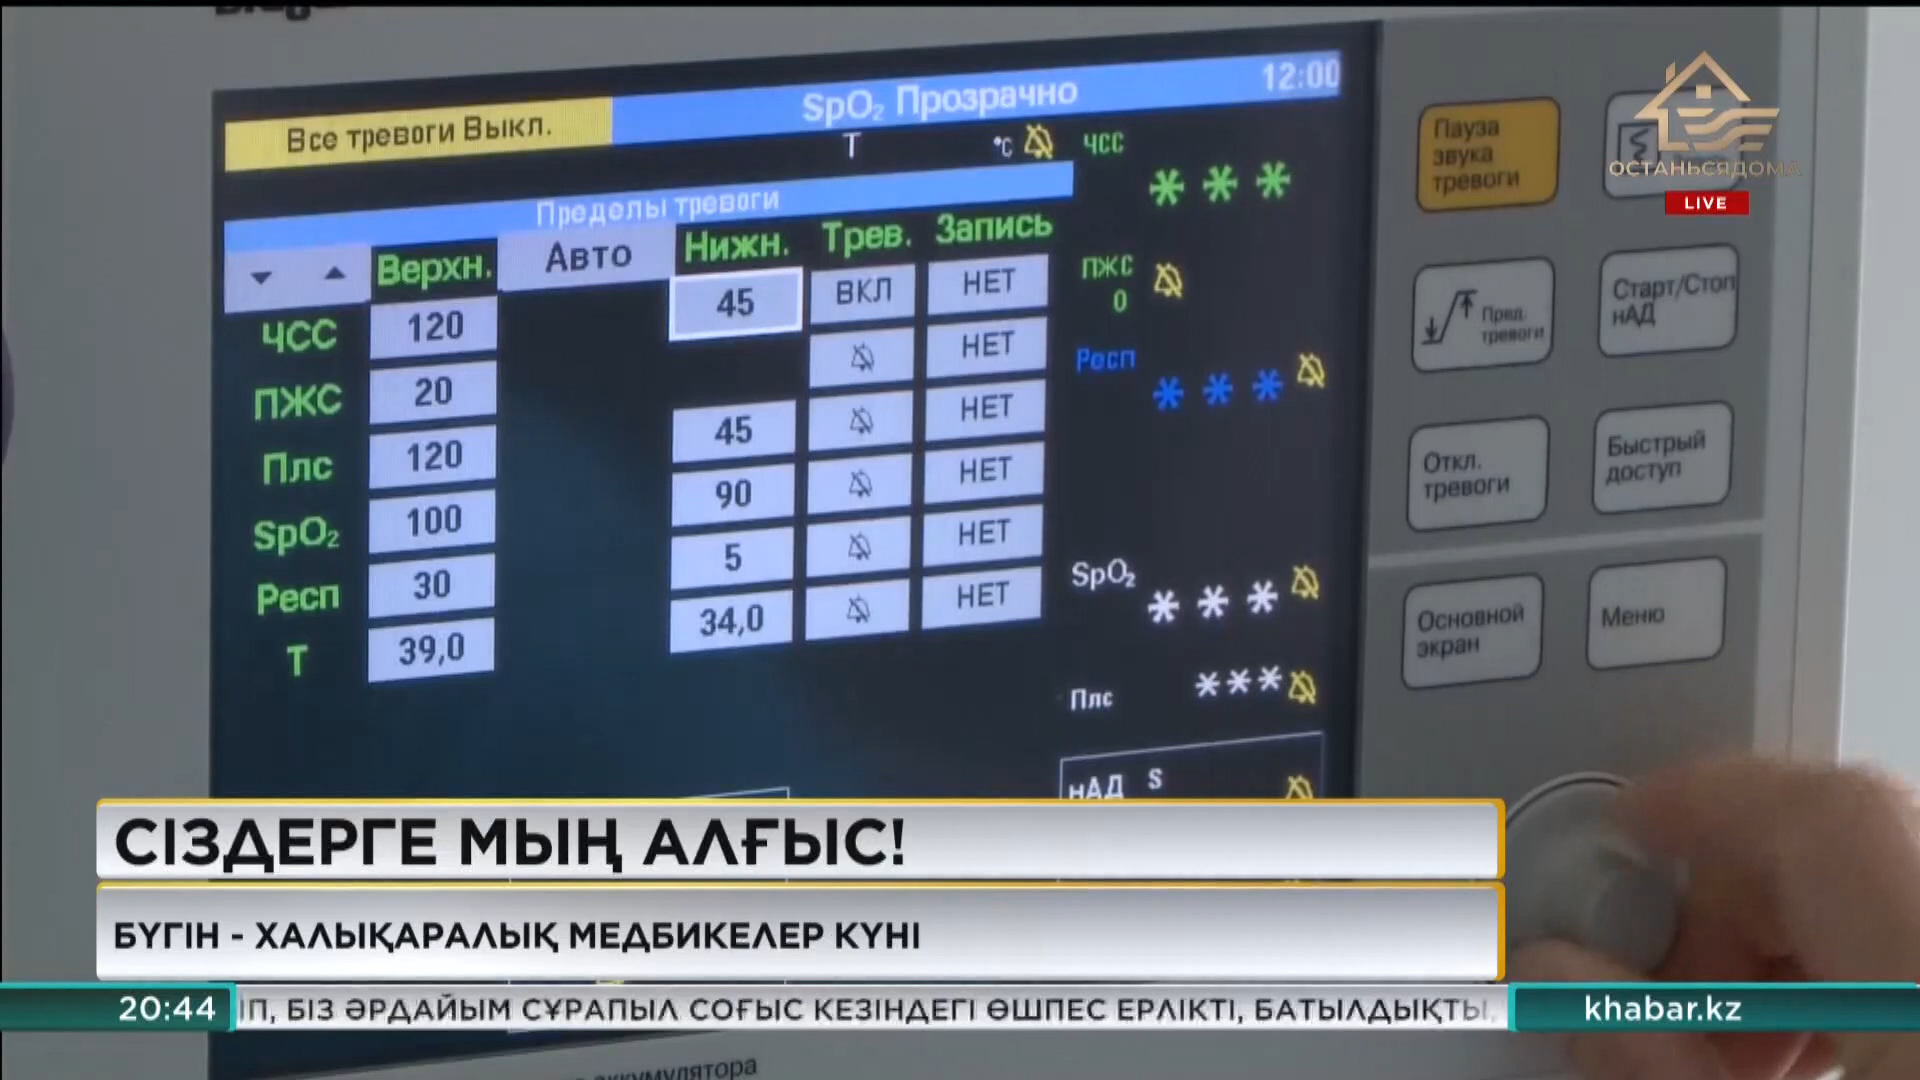 12:00
Все тревоги Выкл.
SpO₂ Прозрачно
T °C
Пределы тревоги
Верхн. Авто Нижн. Трев. Запись
ЧСС 120 45 ВКЛ НЕТ
ПЖС 20 НЕТ
Плс 120 45 НЕТ
SpO₂ 100 90 НЕТ
Респ 30 5 НЕТ
T 39,0 34,0 НЕТ
ЧСС
* * *
ПЖС
0
Респ
* * *
SpO₂
* * *
Плс
* * *
нАД S
Пауза
звука
тревоги
Пред.
тревоги
Старт/Стоп
нАД
Откл.
тревоги
Быстрый
доступ
Основной
экран
Меню
ОСТАНЬСЯДОМА
LIVE
СІЗДЕРГЕ МЫҢ АЛҒЫС!
БҮГІН - ХАЛЫҚАРАЛЫҚ МЕДБИКЕЛЕР КҮНІ
20:44
ІП, БІЗ ӘРДАЙЫМ СҰРАПЫЛ СОҒЫС КЕЗІНДЕГІ ӨШПЕС ЕРЛІКТІ, БАТЫЛДЫҚТЫ,
khabar.kz
аккумулятора